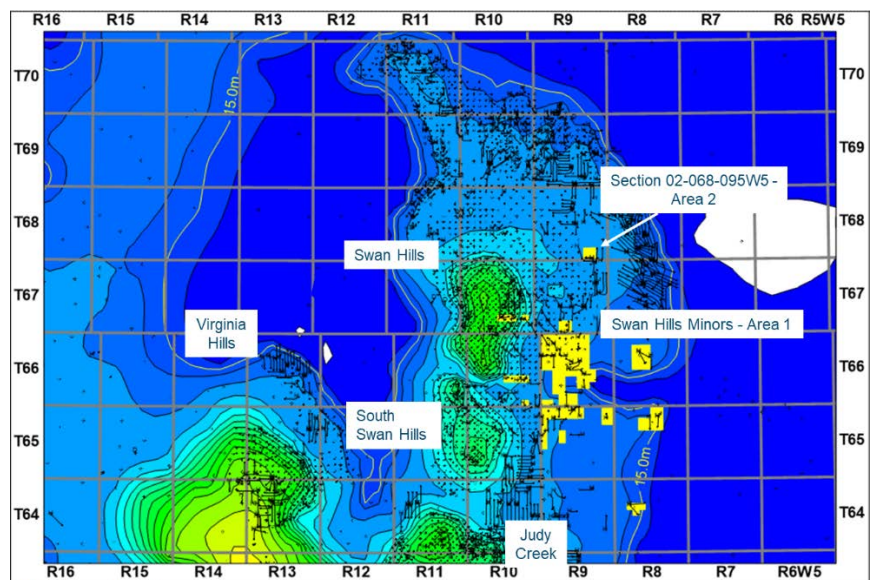 R16 R15 R14 R13 R12 R11 R10 R9 R8 R7 R6 R5W5
T70 T70
15.0m
T69 T69
Section 02-068-095W5 -
Area 2
T68 T68
Swan Hills
T67 T67
Virginia
Hills
Swan Hills Minors - Area 1
T66 T66
South
Swan Hills
T65 T65
15.0m
T64 T64
Judy
Creek
R16 R15 R14 R13 R12 R11 R10 R9 R8 R7 R6W5